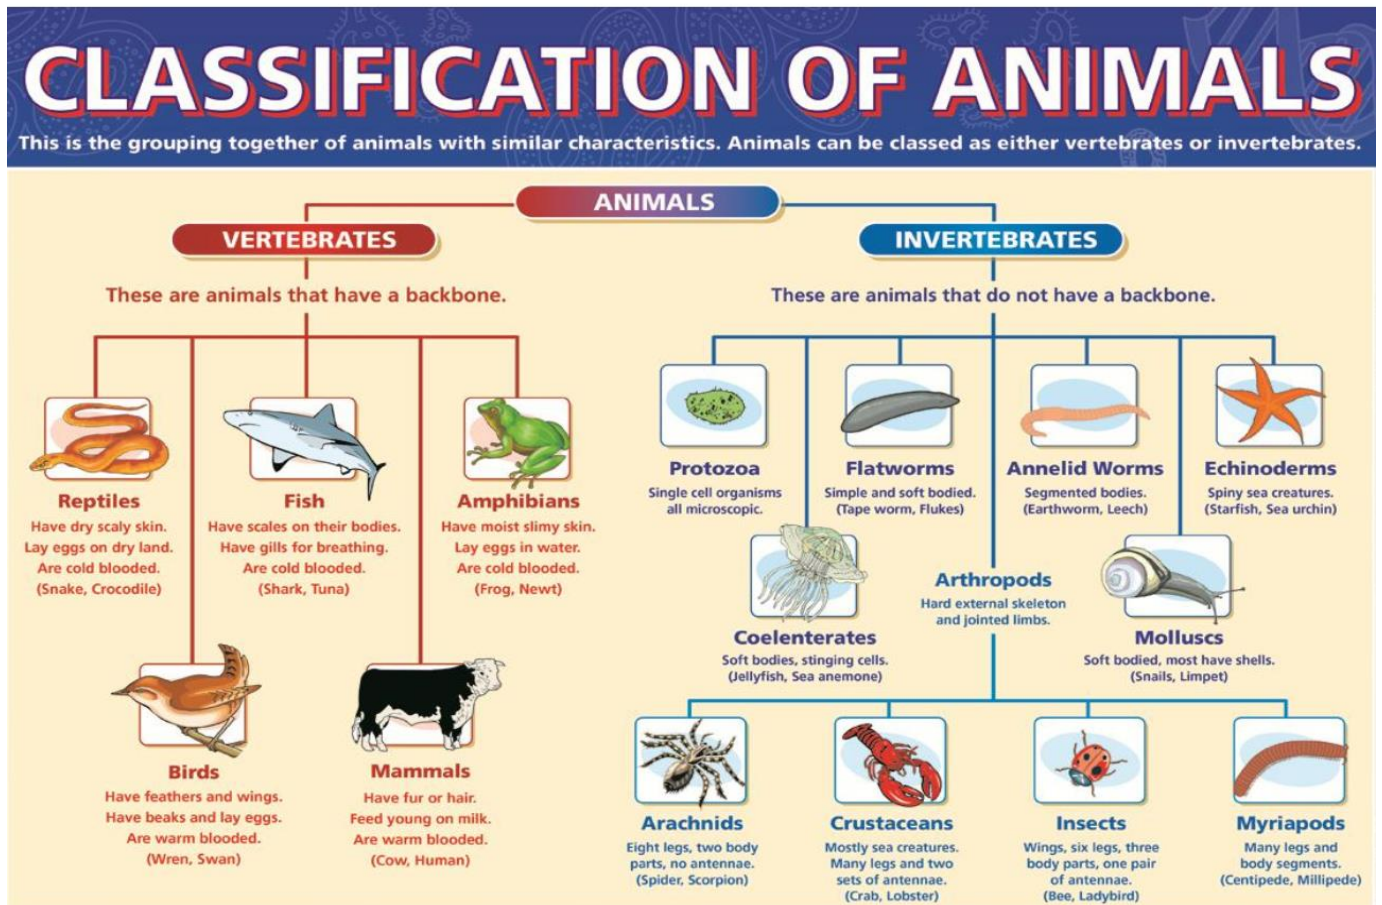 CLASSIFICATION OF ANIMALS
This is the grouping together of animals with similar characteristics. Animals can be classed as either vertebrates or invertebrates.
ANIMALS
VERTEBRATES
These are animals that have a backbone.
Reptiles
Have dry scaly skin.
Lay eggs on dry land.
Are cold blooded.
(Snake, Crocodile)
Fish
Have scales on their bodies.
Have gills for breathing.
Are cold blooded.
(Shark, Tuna)
Amphibians
Have moist slimy skin.
Lay eggs in water.
Are cold blooded.
(Frog, Newt)
Birds
Have feathers and wings.
Have beaks and lay eggs.
Are warm blooded.
(Wren, Swan)
Mammals
Have fur or hair.
Feed young on milk.
Are warm blooded.
(Cow, Human)
INVERTEBRATES
These are animals that do not have a backbone.
Protozoa
Single cell organisms
all microscopic.
Flatworms
Simple and soft bodied.
(Tape worm, Flukes)
Annelid Worms
Segmented bodies.
(Earthworm, Leech)
Echinoderms
Spiny sea creatures.
(Starfish, Sea urchin)
Coelenterates
Soft bodies, stinging cells.
(Jellyfish, Sea anemone)
Arthropods
Hard external skeleton
and jointed limbs.
Molluscs
Soft bodied, most have shells.
(Snails, Limpet)
Arachnids
Eight legs, two body
parts, no antennae.
(Spider, Scorpion)
Crustaceans
Mostly sea creatures.
Many legs and two
sets of antennae.
(Crab, Lobster)
Insects
Wings, six legs, three
body parts, one pair
of antennae.
(Bee, Ladybird)
Myriapods
Many legs and
body segments.
(Centipede, Millipede)